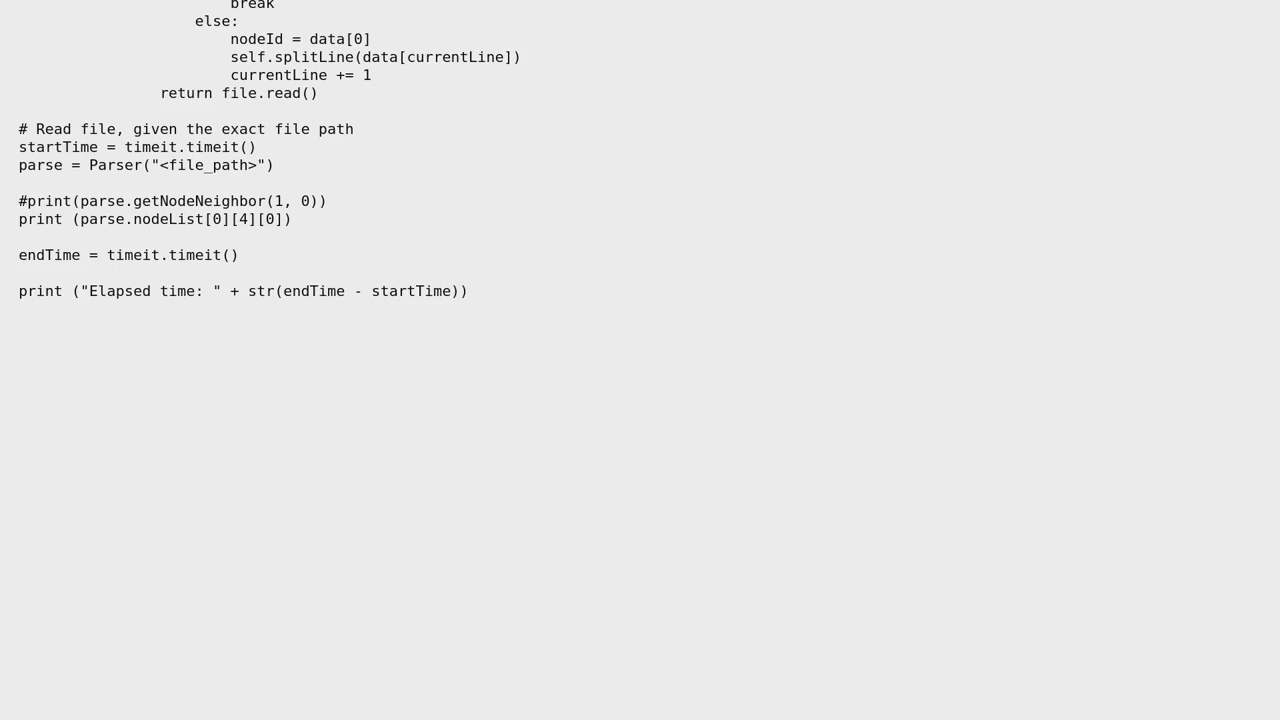 break
                    else:
                        nodeId = data[0]
                        self.splitLine(data[currentLine])
                        currentLine += 1
                return file.read()

# Read file, given the exact file path
startTime = timeit.timeit()
parse = Parser("<file_path>")

#print(parse.getNodeNeighbor(1, 0))
print (parse.nodeList[0][4][0])

endTime = timeit.timeit()

print ("Elapsed time: " + str(endTime - startTime))